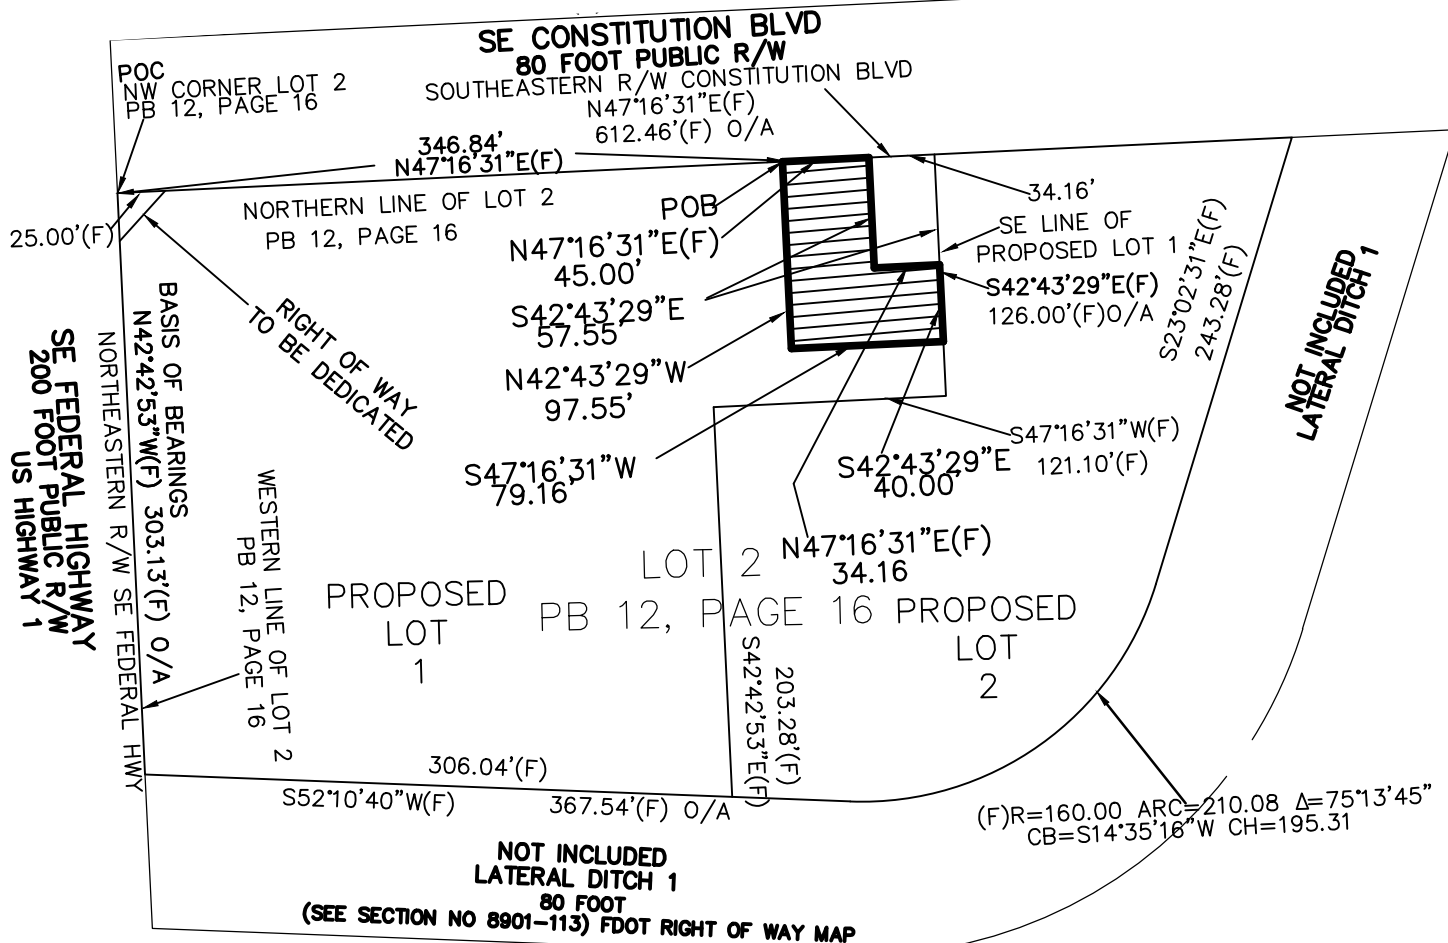 SE CONSTITUTION BLVD
80 FOOT PUBLIC R/W
SOUTHEASTERN R/W CONSTITUTION BLVD
N47°16'31"E(F)
612.46'(F) O/A
POC
NW CORNER LOT 2
PB 12, PAGE 16
346.84'
N47°16'31"E(F)
NORTHERN LINE OF LOT 2
PB 12, PAGE 16
25.00'(F)
POB
N47°16'31"E(F)
45.00'
S42°43'29"E
57.55'
N42°43'29"W
97.55'
S47°16'31"W
79.16'
34.16'
SE LINE OF
PROPOSED LOT 1
S42°43'29"E(F)
126.00'(F)O/A
S23°02'31"E(F)
243.28'(F)
NOT INCLUDED
LATERAL DITCH 1
RIGHT OF WAY
TO BE DEDICATED
BASIS OF BEARINGS
N42°42'53"W(F) 303.13'(F) O/A
NORTHEASTERN R/W SE FEDERAL HWY
SE FEDERAL HIGHWAY
200 FOOT PUBLIC R/W
US HIGHWAY 1
WESTERN LINE OF LOT 2
PB 12, PAGE 16
S47°16'31"W(F)
121.10'(F)
S42°43'29"E
40.00'
N47°16'31"E(F)
34.16
LOT 2
PB 12, PAGE 16
PROPOSED
LOT
1
PROPOSED
LOT
2
203.28'(F)
S42°42'53"E(F)
306.04'(F)
S52°10'40"W(F)
367.54'(F) O/A
(F)R=160.00 ARC=210.08 Δ=75°13'45"
CB=S14°35'16"W CH=195.31
NOT INCLUDED
LATERAL DITCH 1
80 FOOT
(SEE SECTION NO 8901-113) FDOT RIGHT OF WAY MAP